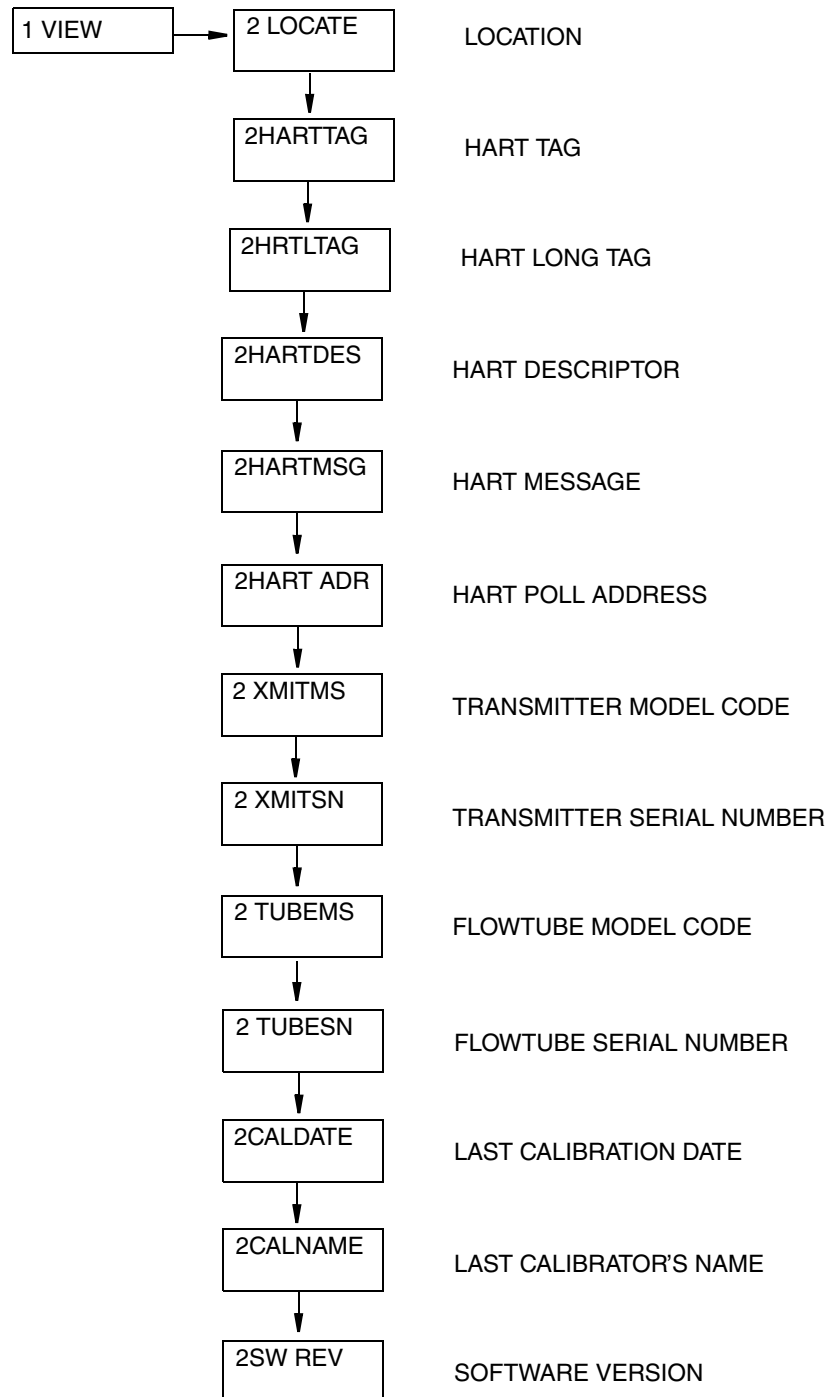 1 VIEW
2 LOCATE
LOCATION
2HARTTAG
HART TAG
2HRTLTAG
HART LONG TAG
2HARTDES
HART DESCRIPTOR
2HARTMSG
HART MESSAGE
2HART ADR
HART POLL ADDRESS
2 XMITMS
TRANSMITTER MODEL CODE
2 XMITSN
TRANSMITTER SERIAL NUMBER
2 TUBEMS
FLOWTUBE MODEL CODE
2 TUBESN
FLOWTUBE SERIAL NUMBER
2CALDATE
LAST CALIBRATION DATE
2CALNAME
LAST CALIBRATOR'S NAME
2SW REV
SOFTWARE VERSION